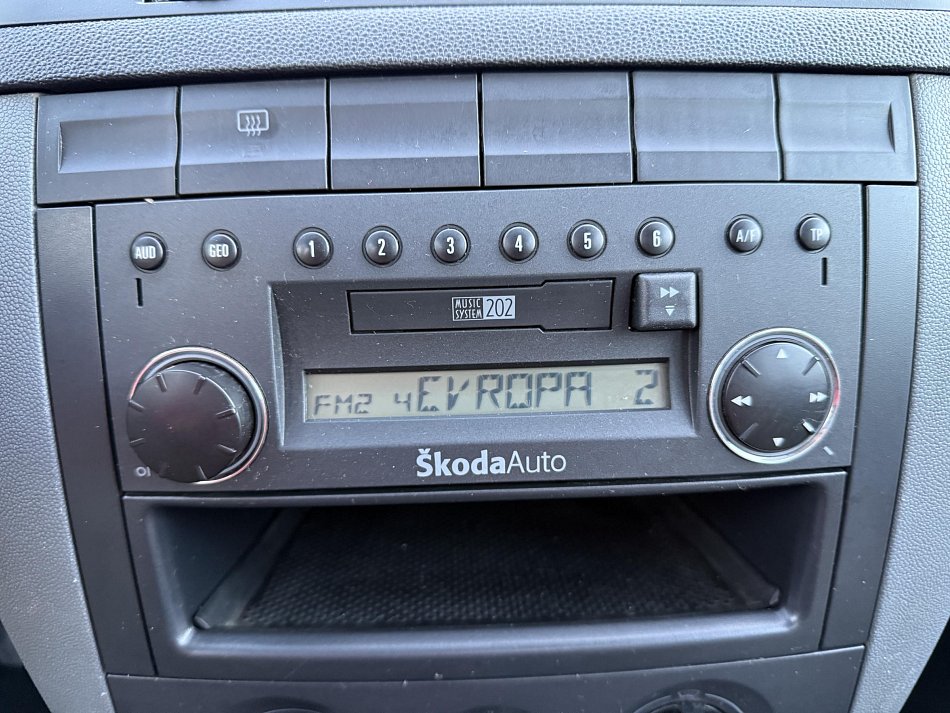 AUD GEO 1 2 3 4 5 6 A/F TP
MUSIC
SYSTEM 202
FM2 4 EVROPA 2
ŠkodaAuto